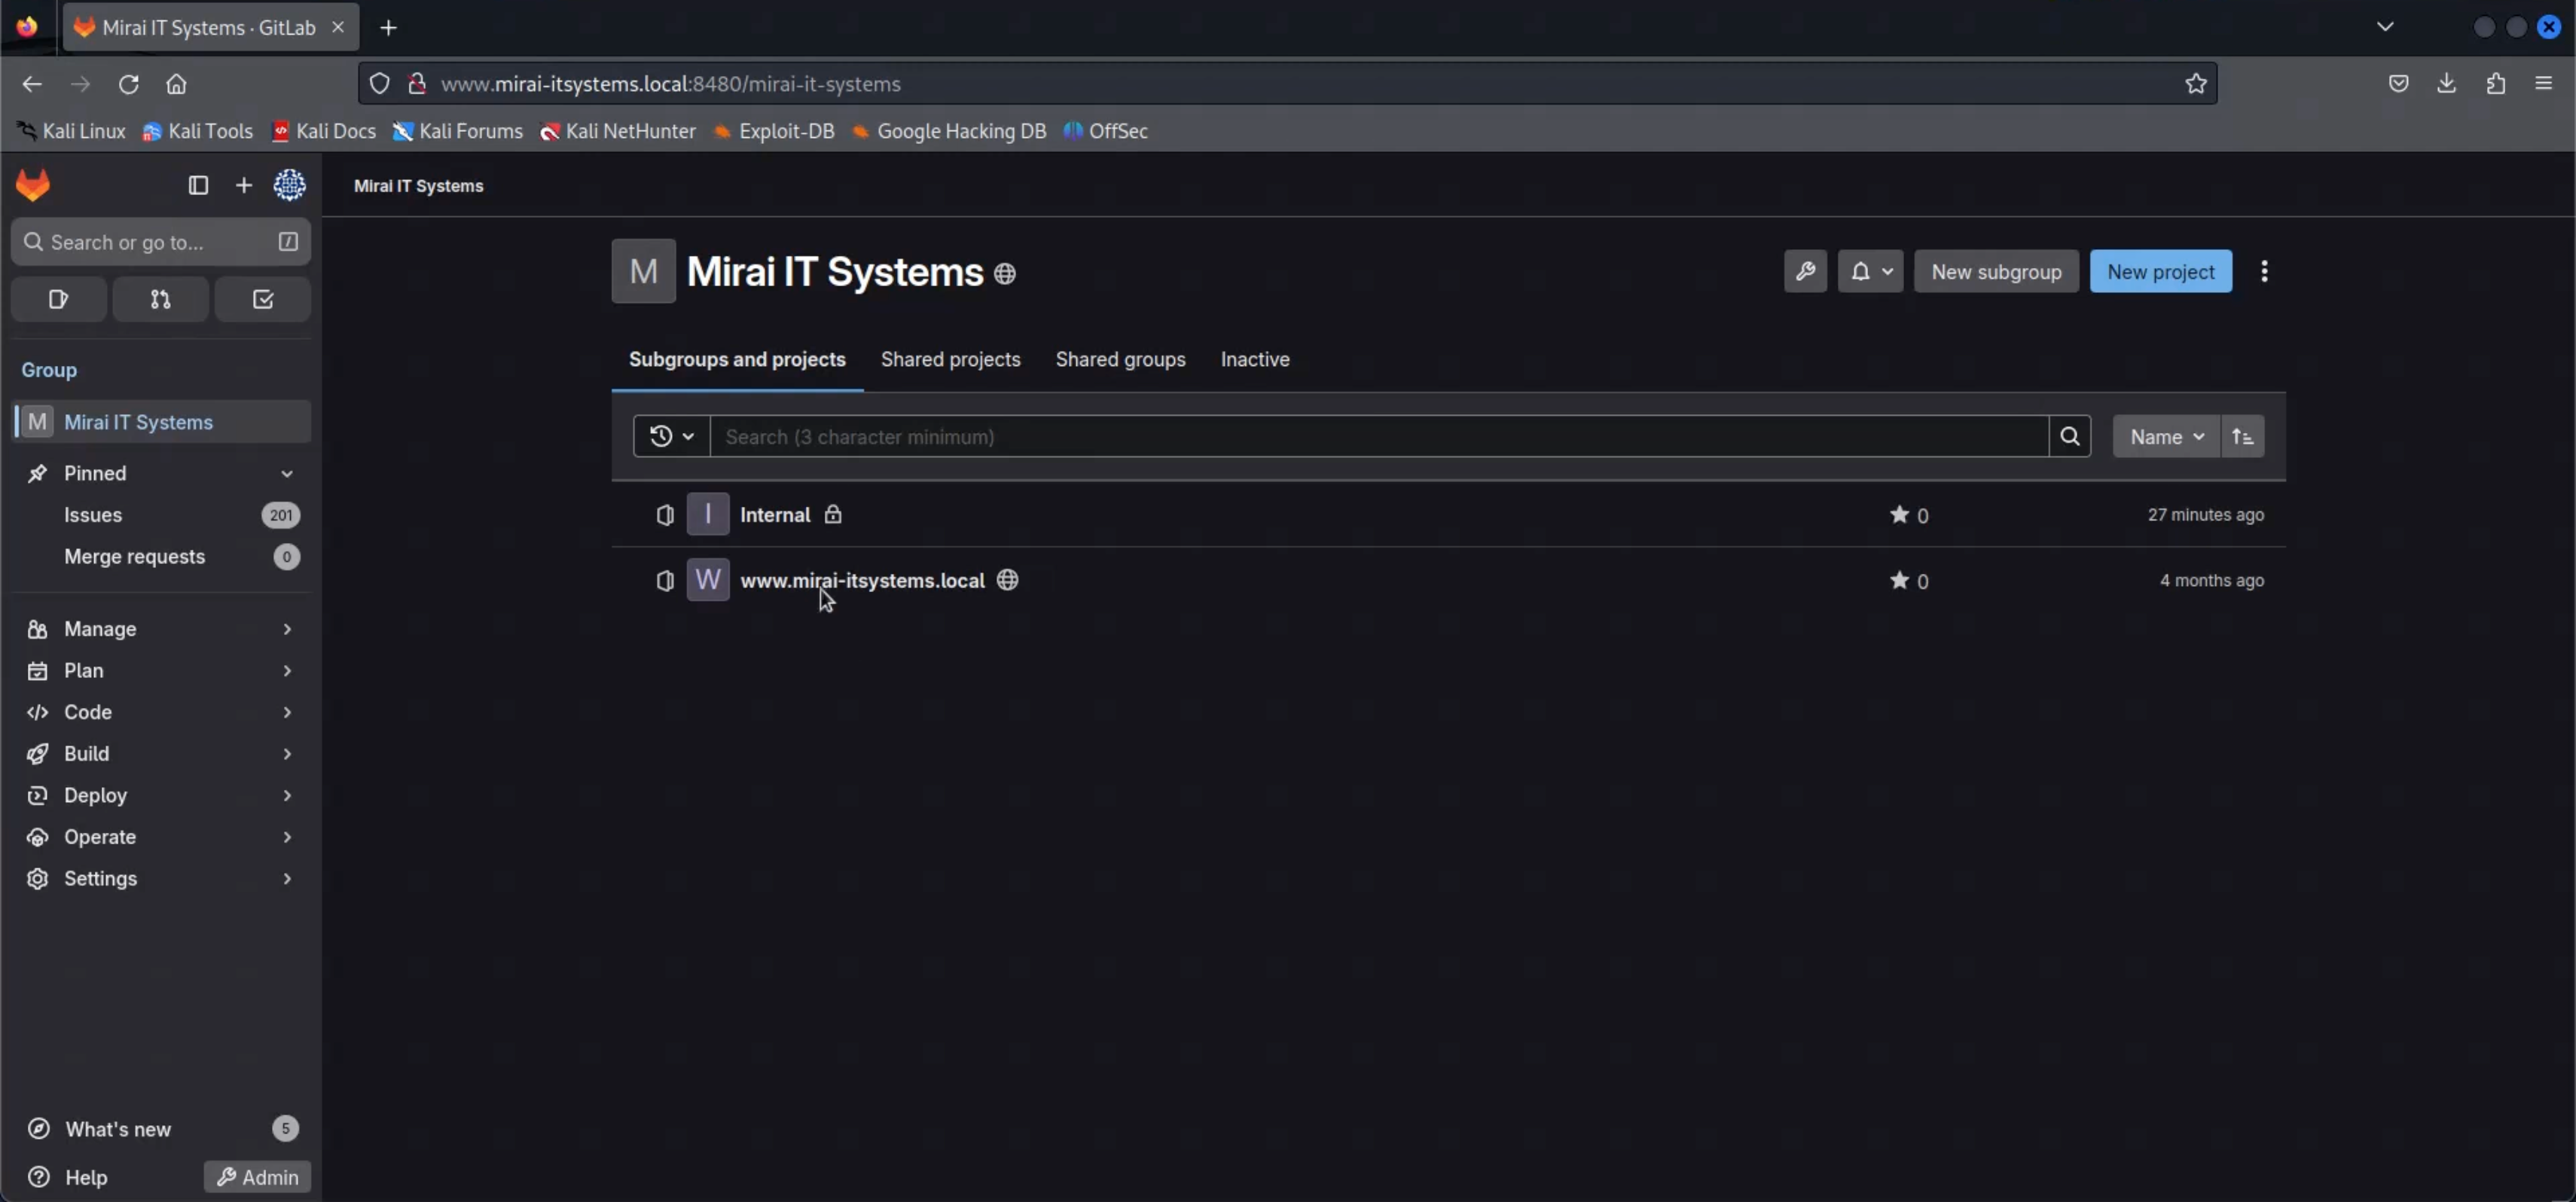 Mirai IT Systems · GitLab
www.mirai-itsystems.local:8480/mirai-it-systems
Kali Linux Kali Tools Kali Docs Kali Forums Kali NetHunter Exploit-DB Google Hacking DB OffSec
Mirai IT Systems
Search or go to... /
Group
M Mirai IT Systems
Pinned
Issues 201
Merge requests 0
Manage
Plan
Code
Build
Deploy
Operate
Settings
What's new 5
Help Admin
M Mirai IT Systems
New subgroup New project
Subgroups and projects Shared projects Shared groups Inactive
Search (3 character minimum) Name
I Internal 0 27 minutes ago
W www.mirai-itsystems.local 0 4 months ago